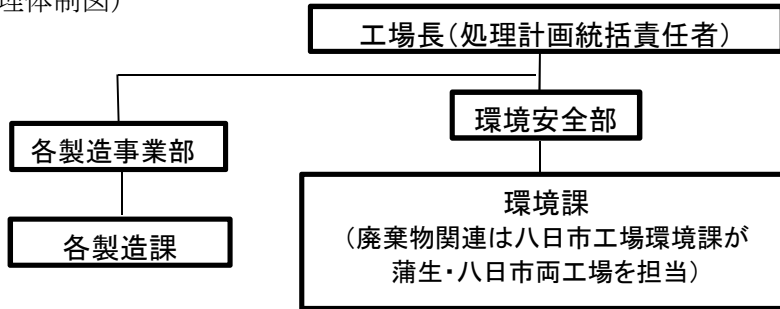 理体制図）
工場長（処理計画統括責任者）
各製造事業部
環境安全部
各製造課
環境課
（廃棄物関連は八日市工場環境課が
蒲生・八日市両工場を担当）